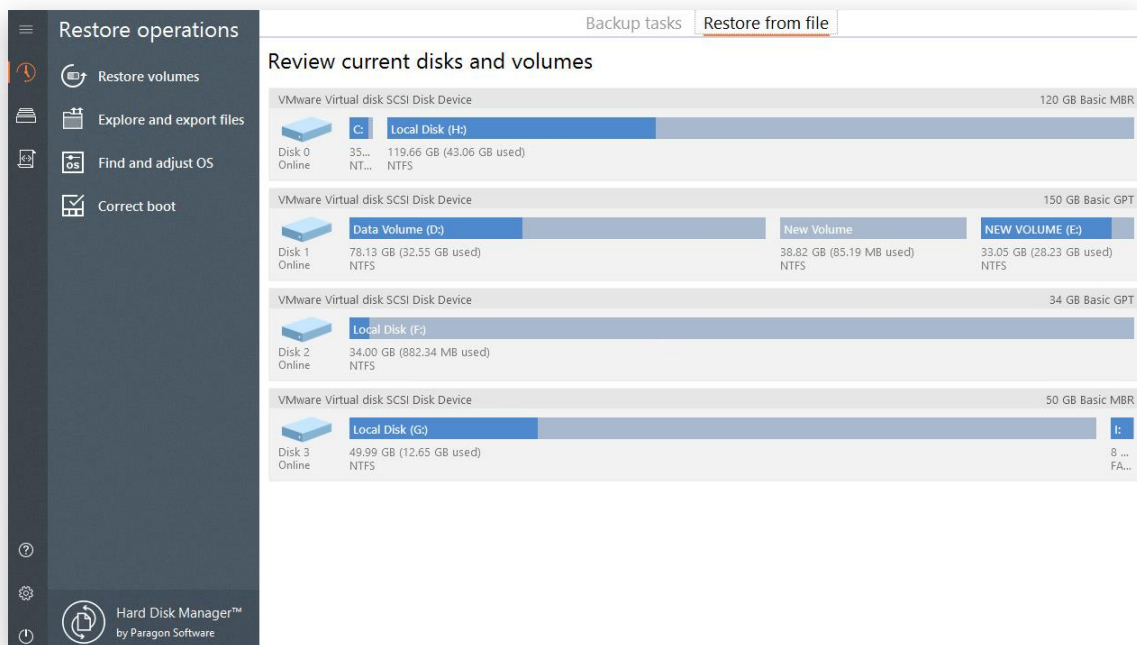 Restore operations
Restore volumes
Explore and export files
Find and adjust OS
Correct boot
Hard Disk Manager™
by Paragon Software
Backup tasks Restore from file
Review current disks and volumes
VMware Virtual disk SCSI Disk Device 120 GB Basic MBR
C: Local Disk (H:)
Disk 0 35... 119.66 GB (43.06 GB used)
Online NT... NTFS
VMware Virtual disk SCSI Disk Device 150 GB Basic GPT
Data Volume (D:) New Volume NEW VOLUME (E:)
Disk 1 78.13 GB (32.55 GB used) 38.82 GB (85.19 MB used) 33.05 GB (28.23 GB used)
Online NTFS NTFS NTFS
VMware Virtual disk SCSI Disk Device 34 GB Basic GPT
Local Disk (F:)
Disk 2 34.00 GB (882.34 MB used)
Online NTFS
VMware Virtual disk SCSI Disk Device 50 GB Basic MBR
Local Disk (G:) I:
Disk 3 49.99 GB (12.65 GB used) 8 ...
Online NTFS FA...